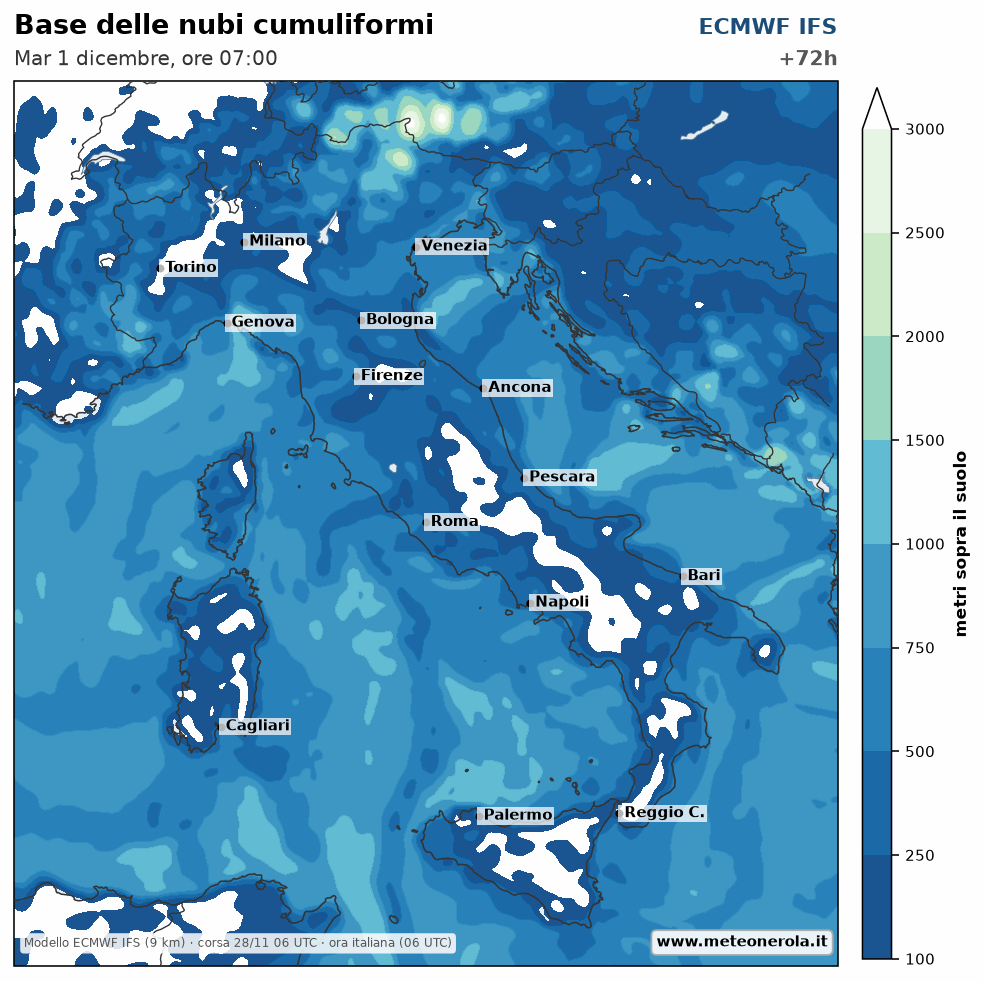 Base delle nubi cumuliformi
ECMWF IFS
Mar 1 dicembre, ore 07:00
+72h
3000
2500
2000
1500
1000
750
500
250
100
metri sopra il suolo
Milano
Venezia
Torino
Genova
Bologna
Firenze
Ancona
Pescara
Roma
Bari
Napoli
Cagliari
Palermo
Reggio C.
Modello ECMWF IFS (9 km) · corsa 28/11 06 UTC · ora italiana (06 UTC)
www.meteonerola.it